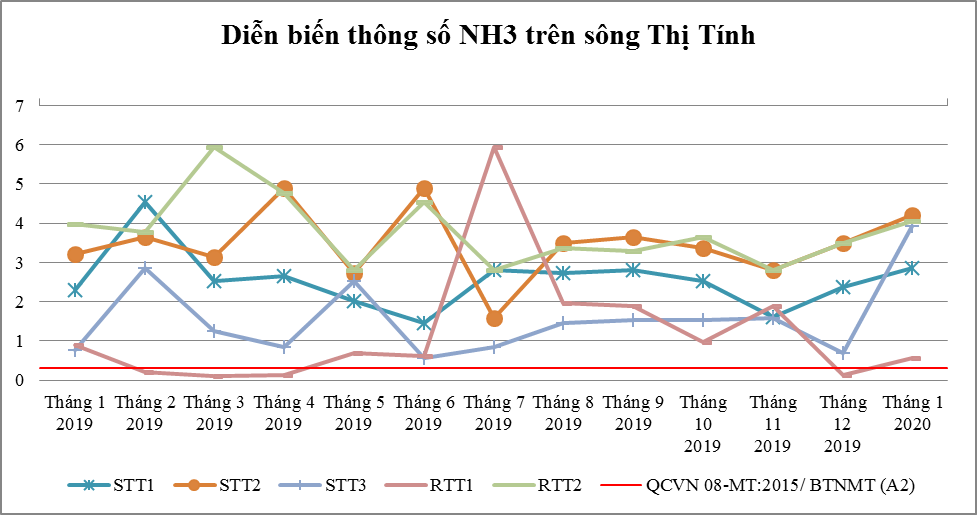 Diễn biến thông số NH3 trên sông Thị Tính
7
6
5
4
3
2
1
0
Tháng 1 Tháng 2 Tháng 3 Tháng 4 Tháng 5 Tháng 6 Tháng 7 Tháng 8 Tháng 9 Tháng Tháng Tháng Tháng 1
2019 2019 2019 2019 2019 2019 2019 2019 2019 10 11 12 2020
2019 2019 2019
STT1 STT2 STT3 RTT1 RTT2 QCVN 08-MT:2015/ BTNMT (A2)